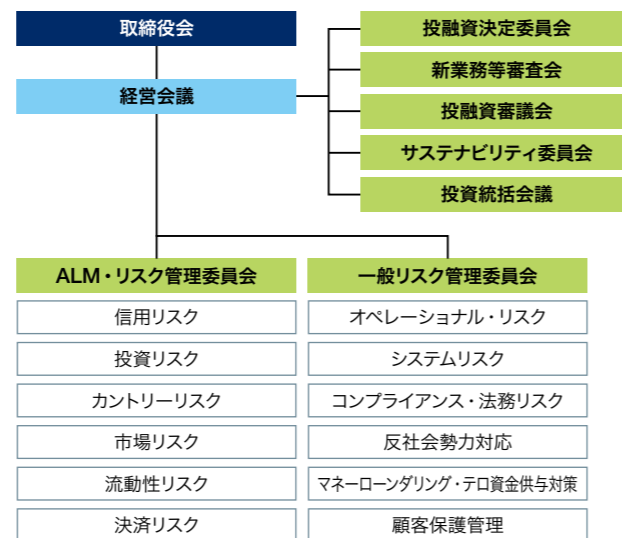 取締役会
経営会議
投融資決定委員会
新業務等審査会
投融資審議会
サステナビリティ委員会
投資統括会議
ALM・リスク管理委員会
信用リスク
投資リスク
カントリーリスク
市場リスク
流動性リスク
決済リスク
一般リスク管理委員会
オペレーショナル・リスク
システムリスク
コンプライアンス・法務リスク
反社会勢力対応
マネーローンダリング・テロ資金供与対策
顧客保護管理